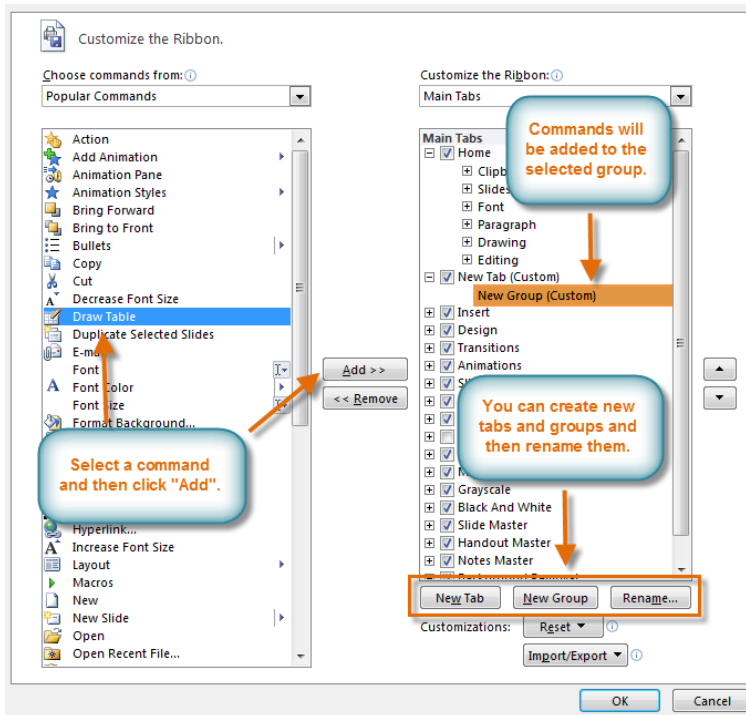 Customize the Ribbon.
Choose commands from:
Popular Commands
Action
Add Animation
Animation Pane
Animation Styles
Bring Forward
Bring to Front
Bullets
Copy
Cut
Decrease Font Size
Draw Table
Duplicate Selected Slides
Font
Font Color
Font Size
Format Background...
Select a command
and then click "Add".
Hyperlink...
Increase Font Size
Layout
Macros
New
New Slide
Open
Open Recent File...
Add >>
<< Remove
Customize the Ribbon:
Main Tabs
Commands will
be added to the
selected group.
Main Tabs
Home
Slides
Font
Paragraph
Drawing
Editing
New Tab (Custom)
New Group (Custom)
Insert
Design
Transitions
Animations
You can create new
tabs and groups and
then rename them.
Grayscale
Black And White
Slide Master
Handout Master
Notes Master
Background Removal
New Tab
New Group
Rename...
Customizations:
Reset
Import/Export
OK
Cancel